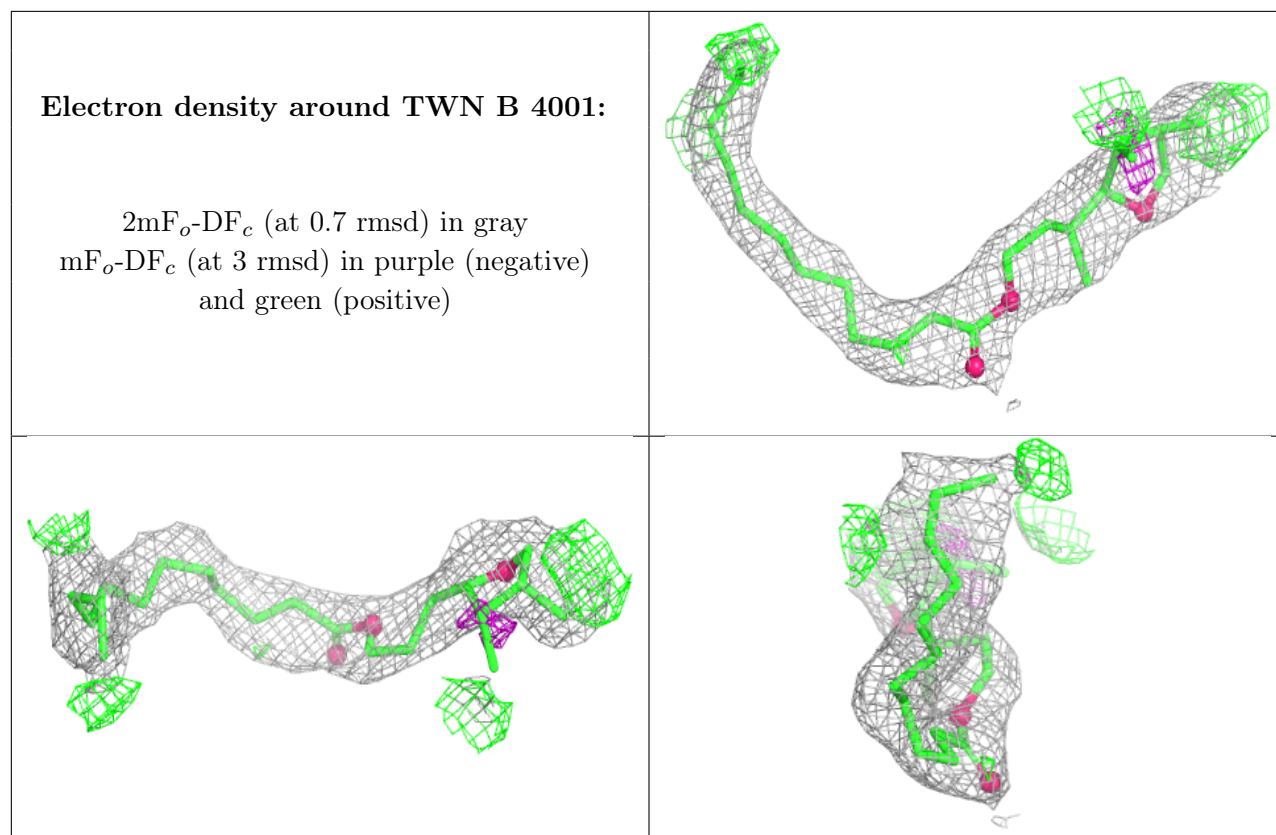 Electron density around TWN B 4001:
2mFo-DFc (at 0.7 rmsd) in gray
mFo-DFc (at 3 rmsd) in purple (negative)
and green (positive)